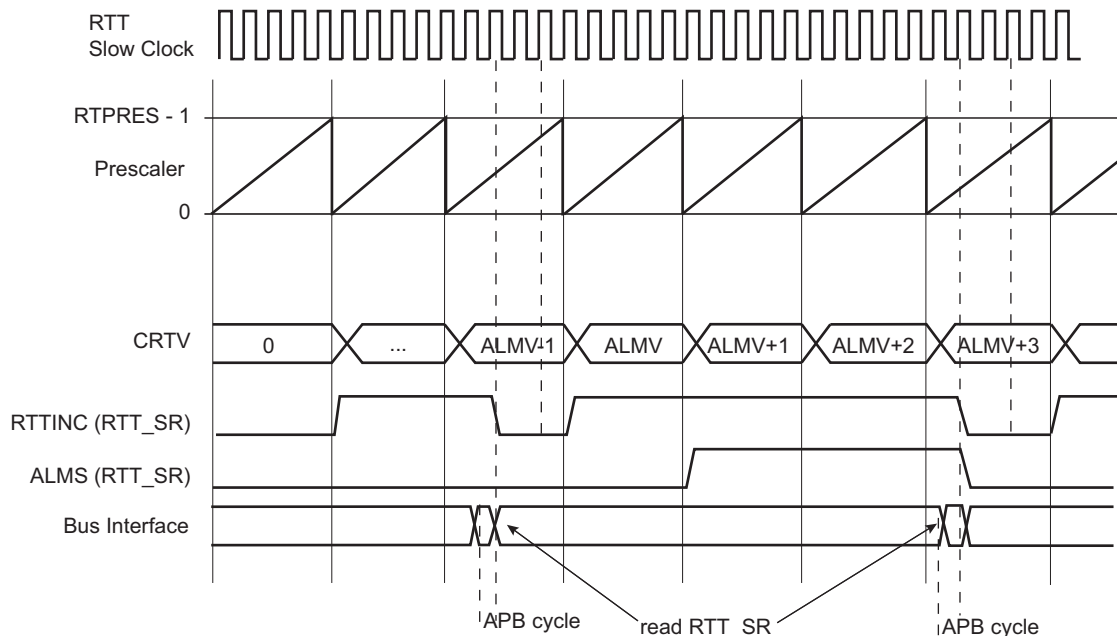 RTT
Slow Clock
RTPRES - 1
Prescaler
0
CRTV
0
...
ALMV-1
ALMV
ALMV+1
ALMV+2
ALMV+3
RTTINC (RTT_SR)
ALMS (RTT_SR)
Bus Interface
APB cycle
read RTT_SR
APB cycle